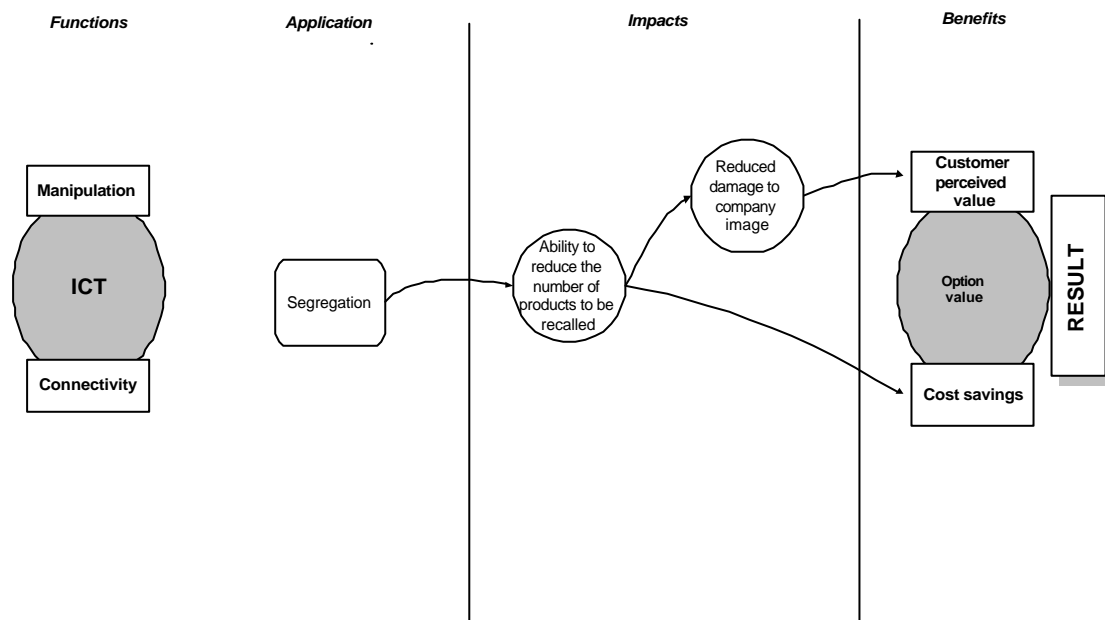 Functions
Application
Impacts
Benefits
Manipulation
ICT
Connectivity
Segregation
Ability to
reduce the
number of
products to be
recalled
Reduced
damage to
company
image
Customer
perceived
value
Option
value
Cost savings
RESULT